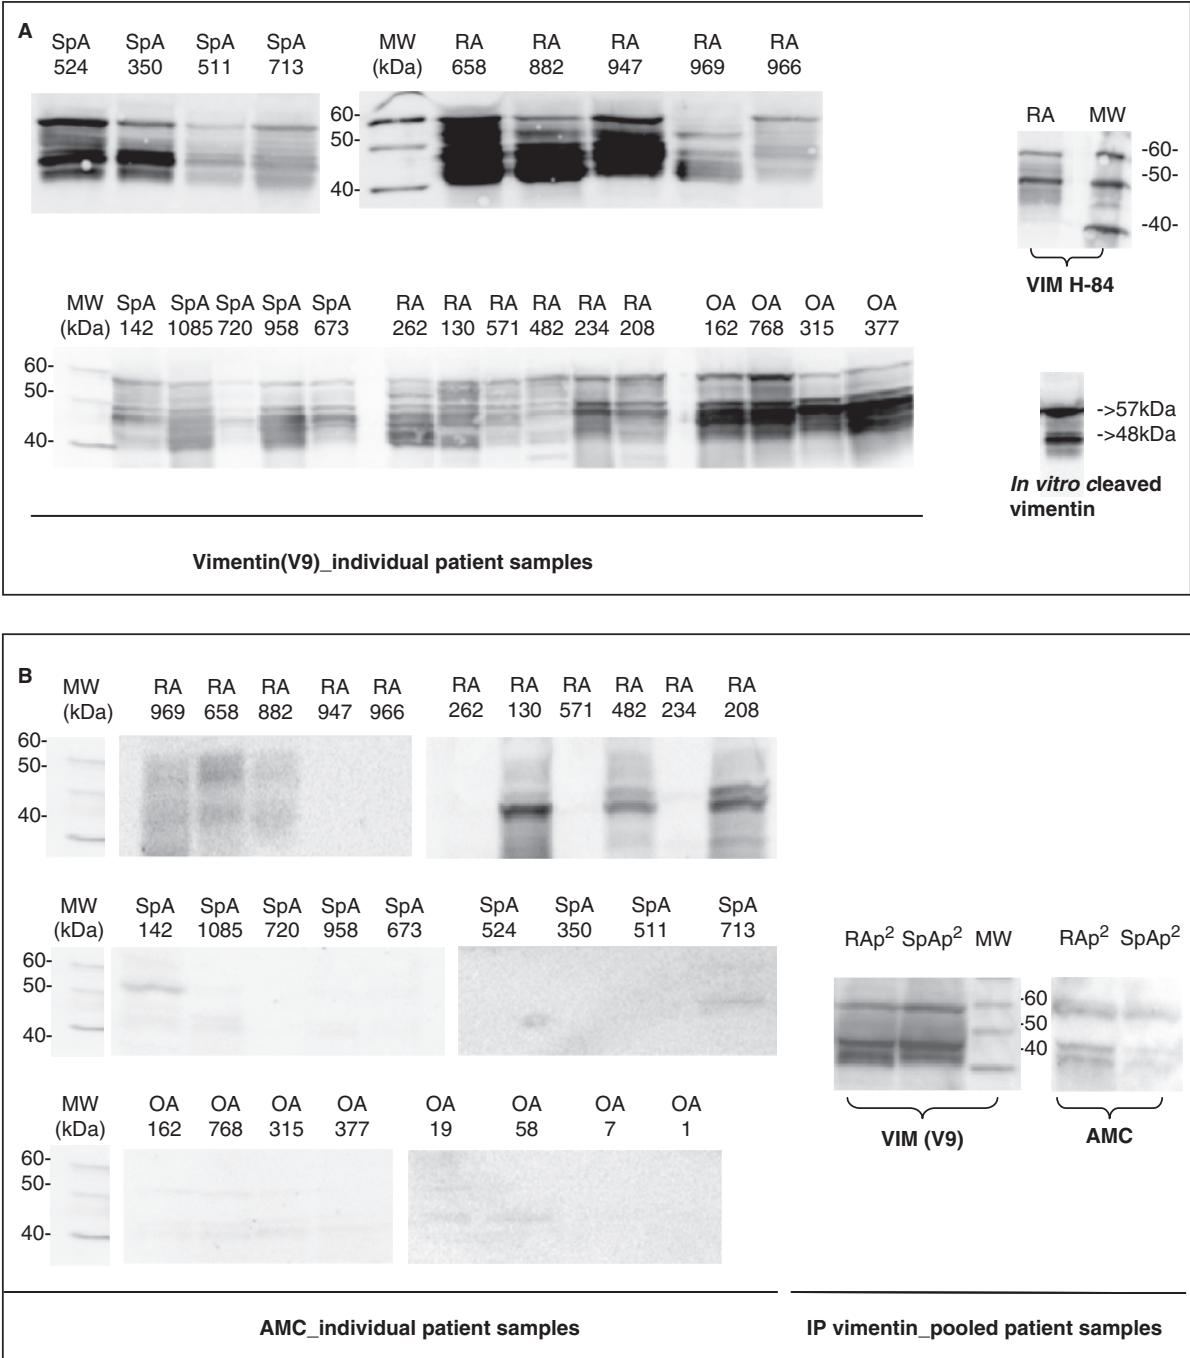 A
SpA SpA SpA SpA MW RA RA RA RA RA
524 350 511 713 (kDa) 658 882 947 969 966
60-
50-
40-
RA MW
-60-
-50-
-40-
VIM H-84
MW SpA SpA SpA SpA SpA RA RA RA RA RA RA OA OA OA OA
(kDa) 142 1085 720 958 673 262 130 571 482 234 208 162 768 315 377
60-
50-
40-
->57kDa
->48kDa
In vitro cleaved
vimentin
Vimentin(V9)_individual patient samples
B
MW RA RA RA RA RA RA RA RA RA RA RA
(kDa) 969 658 882 947 966 262 130 571 482 234 208
60-
50-
40-
MW SpA SpA SpA SpA SpA SpA SpA SpA SpA
(kDa) 142 1085 720 958 673 524 350 511 713
60-
50-
40-
RAp² SpAp² MW RAp² SpAp²
-60
-50
-40
VIM (V9) AMC
MW OA OA OA OA OA OA OA OA
(kDa) 162 768 315 377 19 58 7 1
60-
50-
40-
AMC_individual patient samples IP vimentin_pooled patient samples